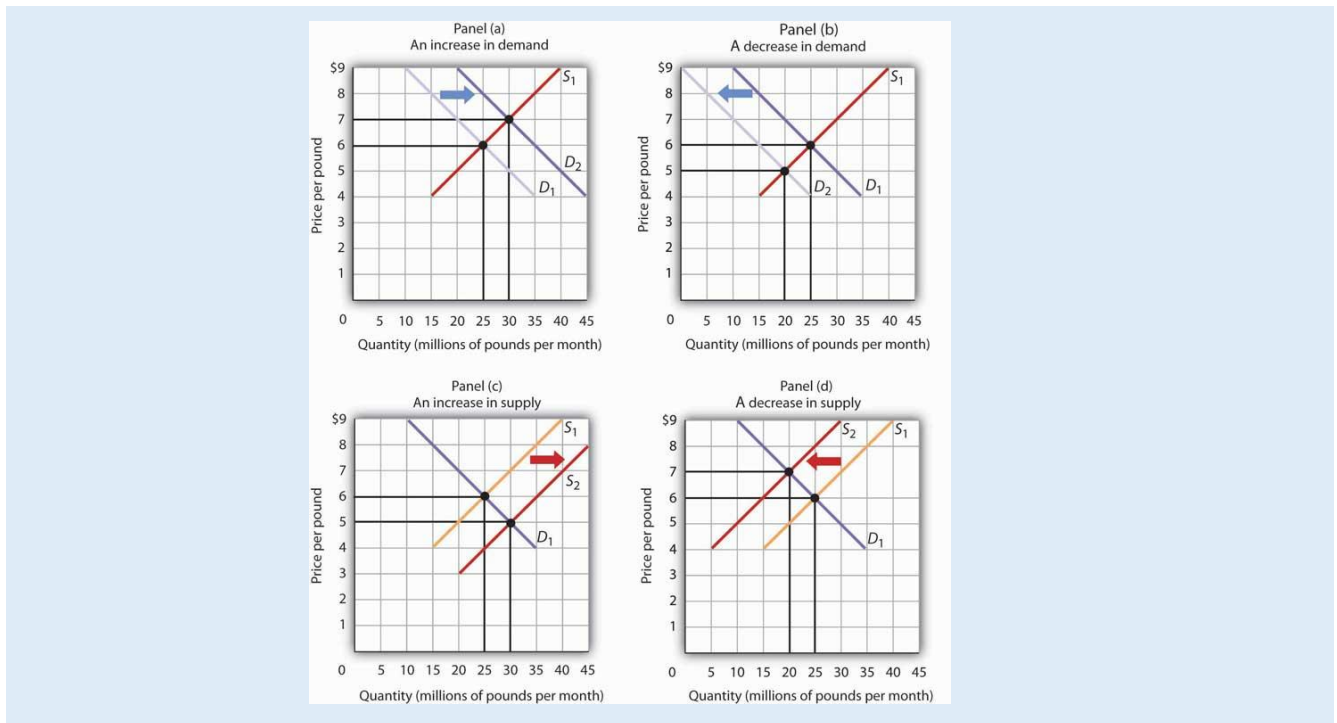 Panel (a)
An increase in demand
$9
8
7
6
5
4
3
2
1
0
Price per pound
S1
D2
D1
5 10 15 20 25 30 35 40 45
Quantity (millions of pounds per month)
Panel (b)
A decrease in demand
$9
8
7
6
5
4
3
2
1
0
Price per pound
S1
D2
D1
5 10 15 20 25 30 35 40 45
Quantity (millions of pounds per month)
Panel (c)
An increase in supply
$9
8
7
6
5
4
3
2
1
0
Price per pound
S1
S2
D1
5 10 15 20 25 30 35 40 45
Quantity (millions of pounds per month)
Panel (d)
A decrease in supply
$9
8
7
6
5
4
3
2
1
0
Price per pound
S2
S1
D1
5 10 15 20 25 30 35 40 45
Quantity (millions of pounds per month)